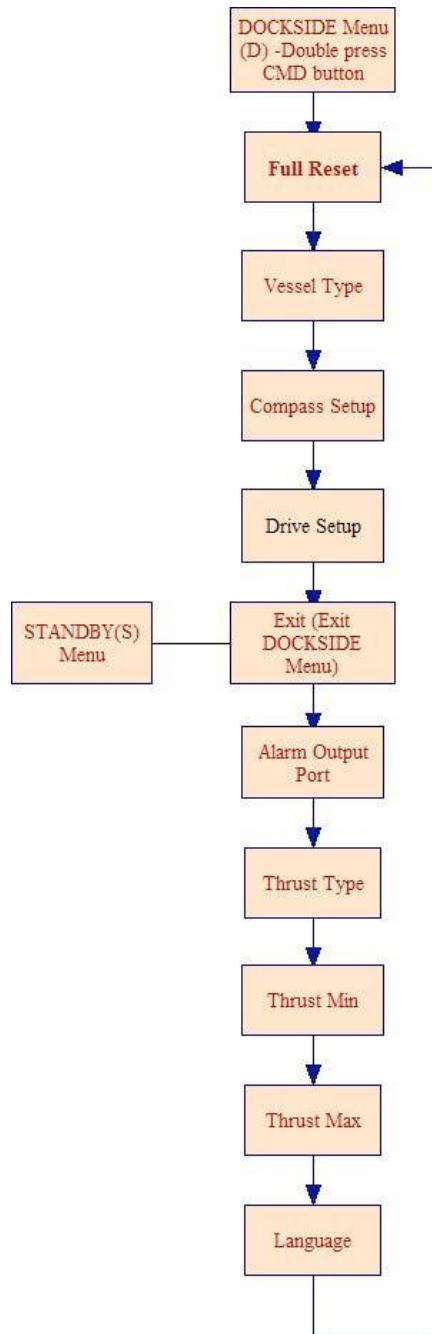 DOCKSIDE Menu
(D) -Double press
CMD button
Full Reset
Vessel Type
Compass Setup
Drive Setup
STANDBY(S)
Menu
Exit (Exit
DOCKSIDE
Menu)
Alarm Output
Port
Thrust Type
Thrust Min
Thrust Max
Language